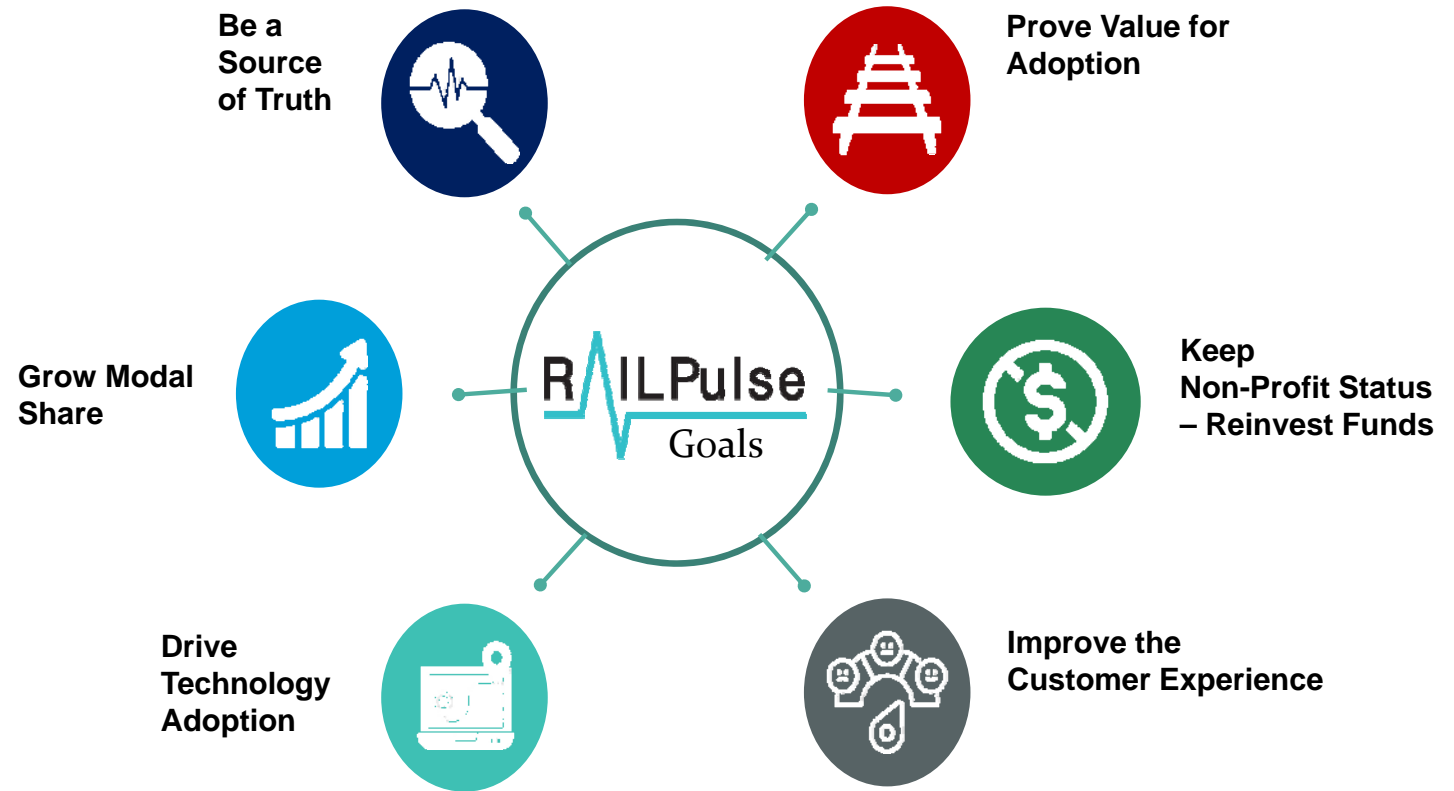 Be a
Source
of Truth
Prove Value for
Adoption
Grow Modal
Share
RAILPulse
Goals
Keep
Non-Profit Status
– Reinvest Funds
Drive
Technology
Adoption
Improve the
Customer Experience